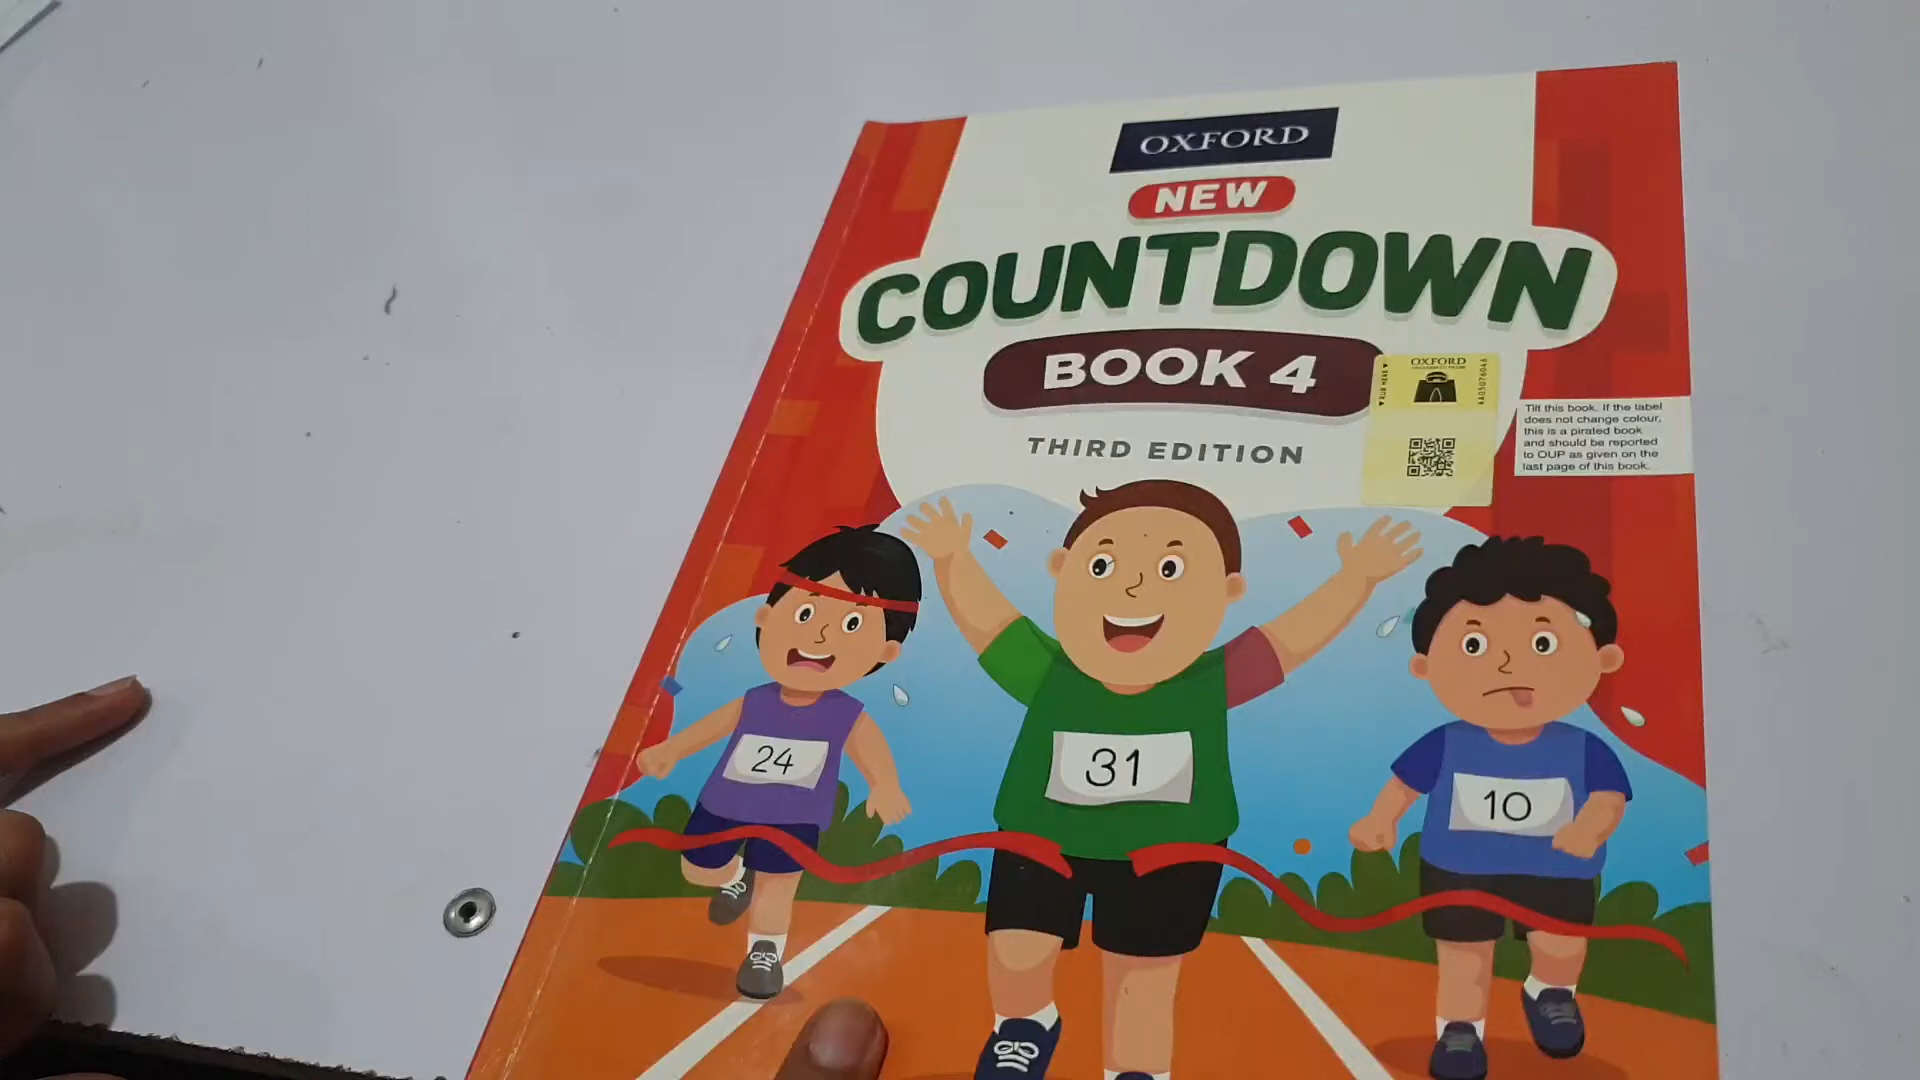 OXFORD
NEW
COUNTDOWN
BOOK 4
THIRD EDITION
OXFORD
RUB HERE
Tilt this book. If the label
does not change colour,
this is a pirated book
and should be reported
to OUP as given on the
last page of this book.
24
31
10